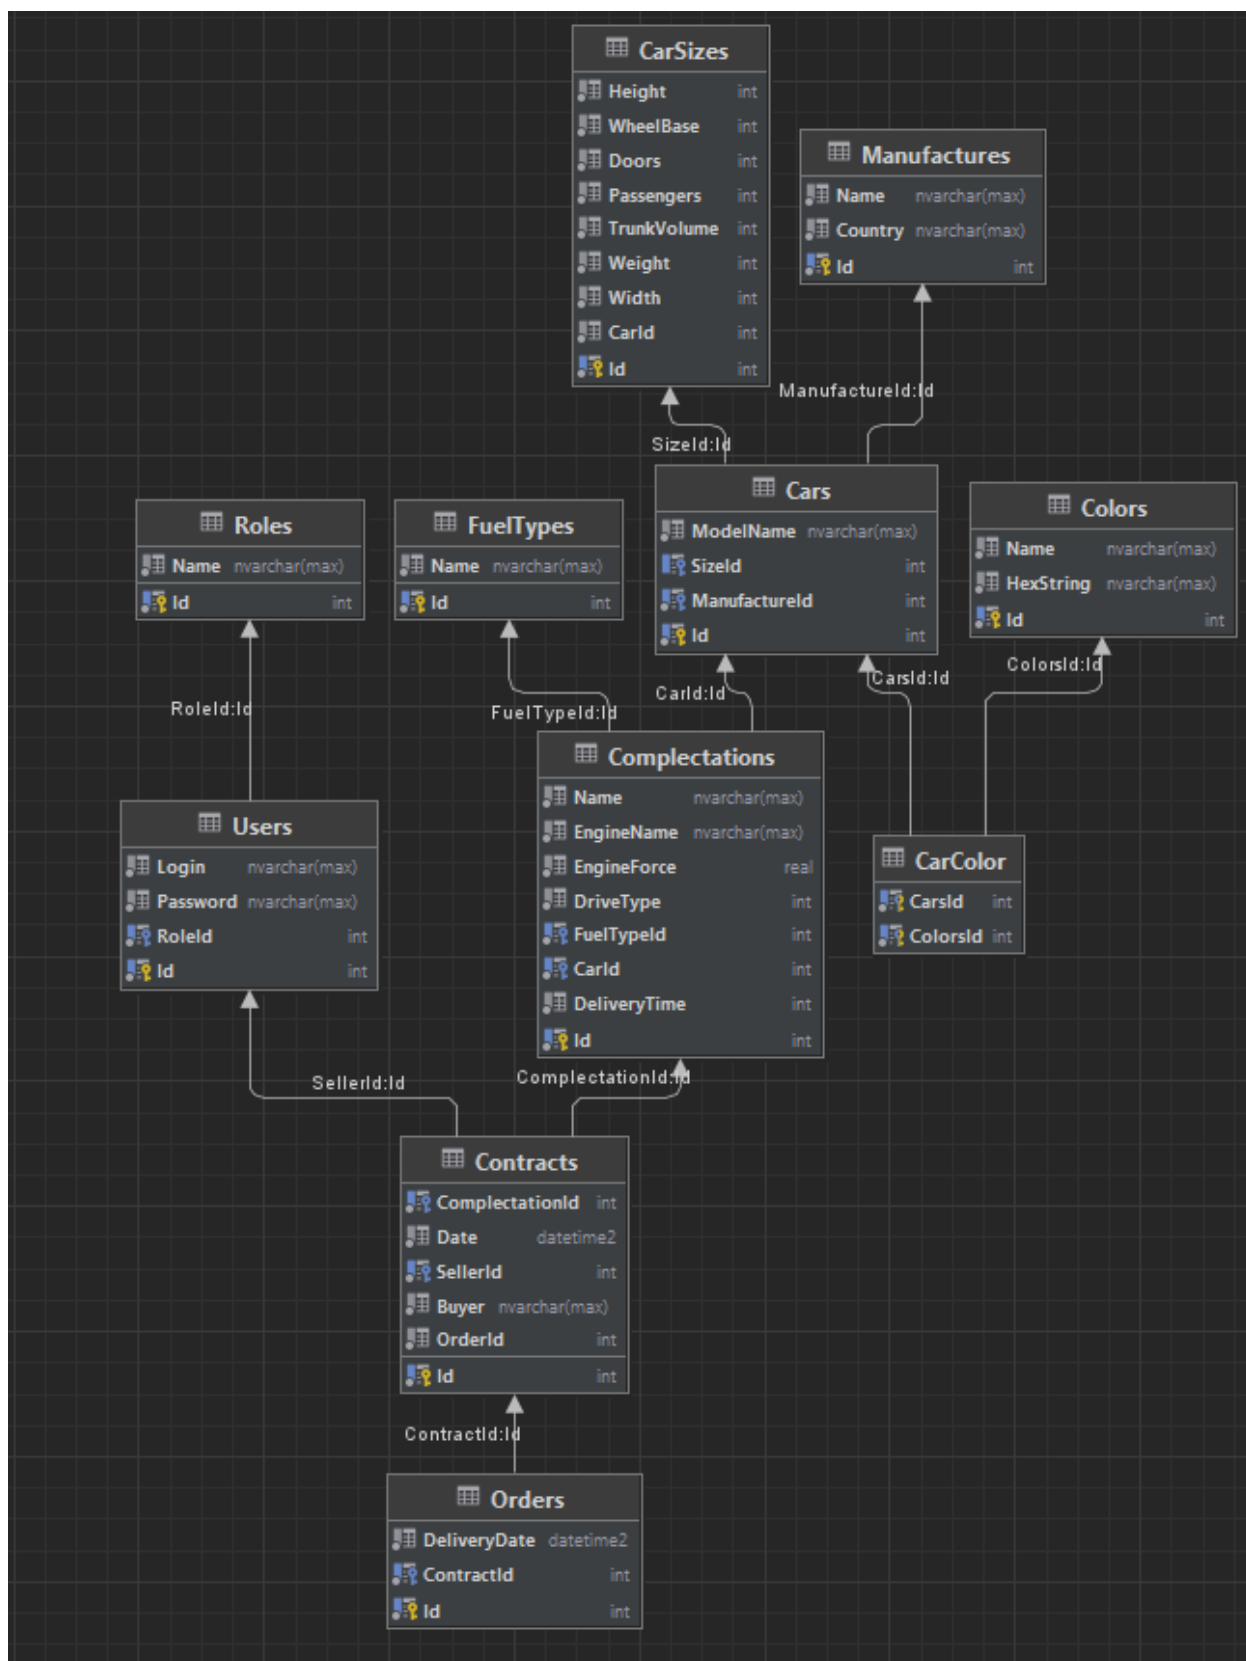 CarSizes
Height int
WheelBase int
Doors int
Passengers int
TrunkVolume int
Weight int
Width int
CarId int
Id int
Manufactures
Name nvarchar(max)
Country nvarchar(max)
Id int
ManufactureId:Id
SizeId:Id
Roles
Name nvarchar(max)
Id int
FuelTypes
Name nvarchar(max)
Id int
Cars
ModelName nvarchar(max)
SizeId int
ManufactureId int
Id int
Colors
Name nvarchar(max)
HexString nvarchar(max)
Id int
RoleId:Id
FuelTypeId:Id
CarId:Id
CarsId:Id
ColorsId:Id
Users
Login nvarchar(max)
Password nvarchar(max)
RoleId int
Id int
Complectations
Name nvarchar(max)
EngineName nvarchar(max)
EngineForce real
DriveType int
FuelTypeId int
CarId int
DeliveryTime int
Id int
CarColor
CarsId int
ColorsId int
SellerId:Id
ComplectationId:Id
Contracts
ComplectationId int
Date datetime2
SellerId int
Buyer nvarchar(max)
OrderId int
Id int
ContractId:Id
Orders
DeliveryDate datetime2
ContractId int
Id int